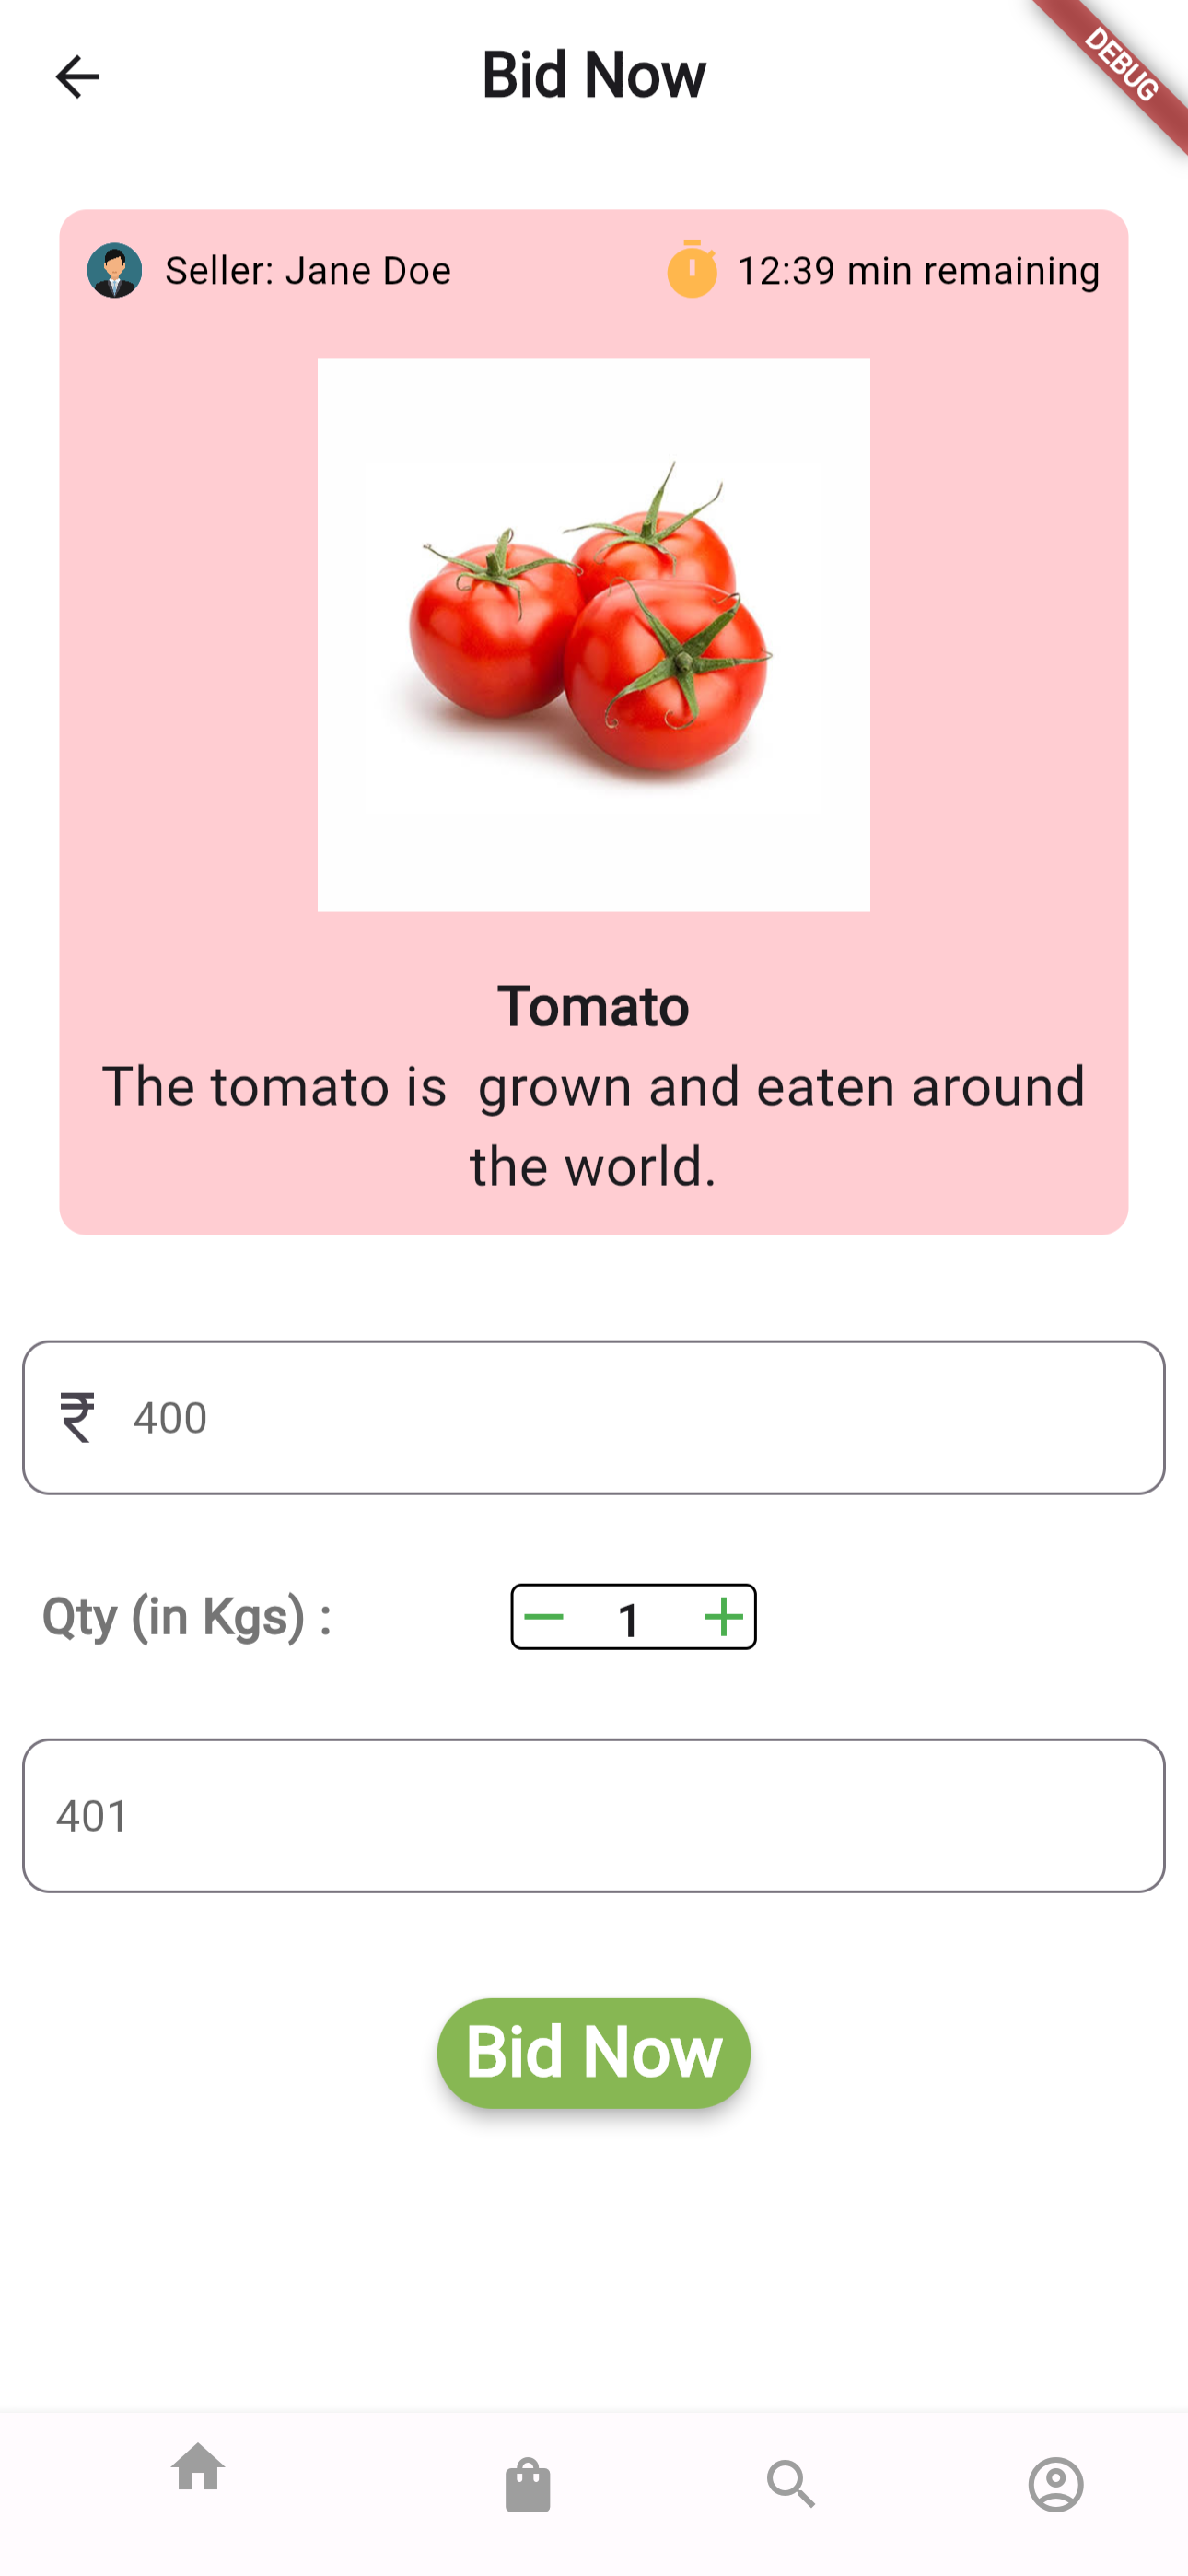 Bid Now
DEBUG
Seller: Jane Doe
12:39 min remaining
Tomato
The tomato is  grown and eaten around
the world.
₹ 400
Qty (in Kgs) :
1
401
Bid Now